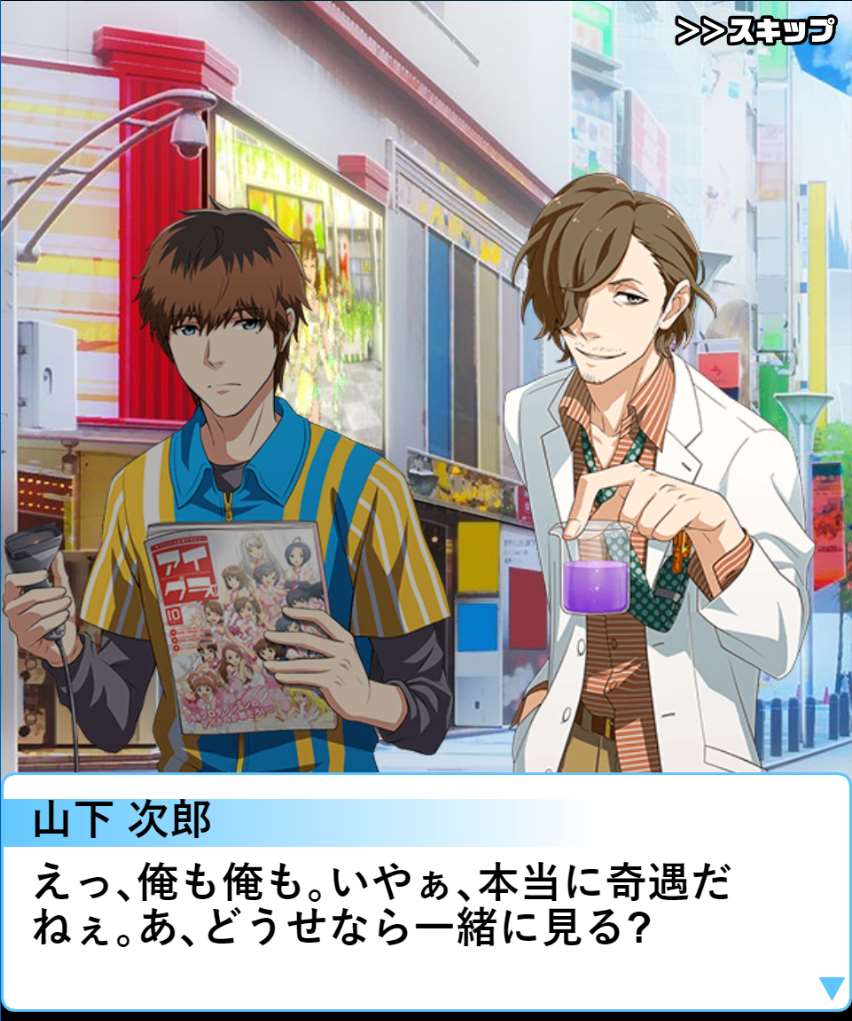 >>スキップ
アイ
グラ
10
山下 次郎
えっ、俺も俺も。いやぁ、本当に奇遇だ
ねぇ。あ、どうせなら一緒に見る?